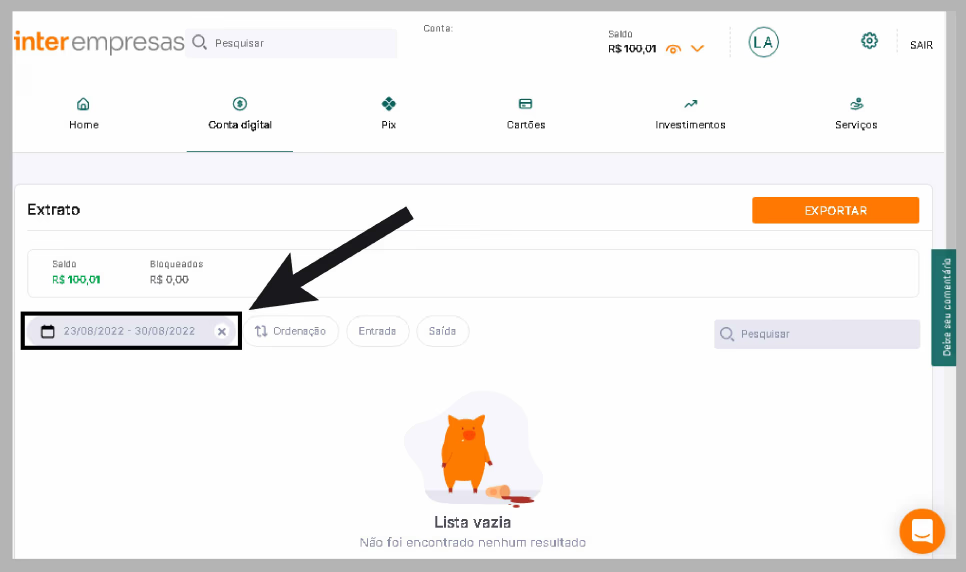 inter empresas
Pesquisar
Conta:
Saldo
R$ 100,01
LA
SAIR
Home
Conta digital
Pix
Cartões
Investimentos
Serviços
Extrato
EXPORTAR
Saldo
R$ 100,01
Bloqueados
R$ 0,00
Deixe seu comentário
23/08/2022 - 30/08/2022
Ordenação
Entrada
Saída
Pesquisar
Lista vazia
Não foi encontrado nenhum resultado